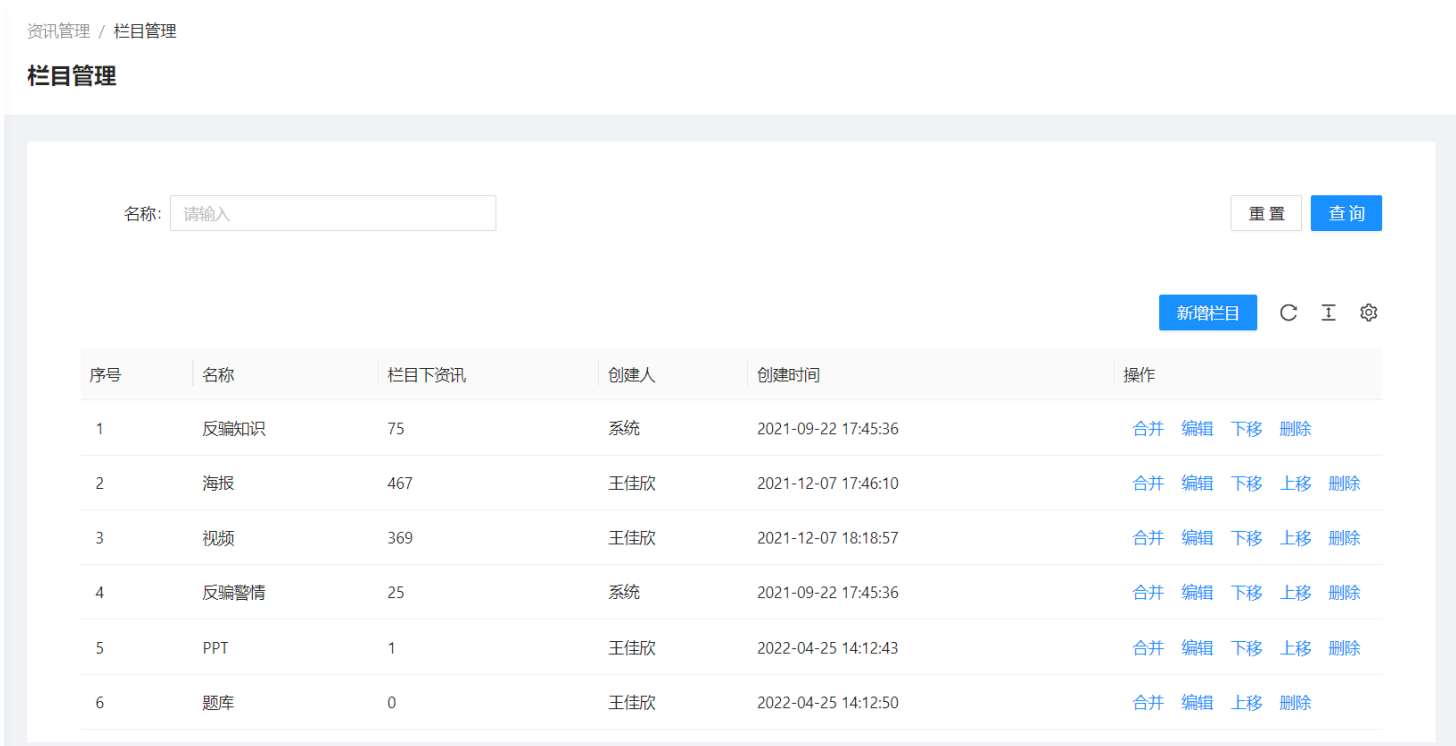 资讯管理 / 栏目管理
栏目管理
名称: 请输入 重置 查询
新增栏目
序号 名称 栏目下资讯 创建人 创建时间 操作
1 反骗知识 75 系统 2021-09-22 17:45:36 合并 编辑 下移 删除
2 海报 467 王佳欣 2021-12-07 17:46:10 合并 编辑 下移 上移 删除
3 视频 369 王佳欣 2021-12-07 18:18:57 合并 编辑 下移 上移 删除
4 反骗警情 25 系统 2021-09-22 17:45:36 合并 编辑 下移 上移 删除
5 PPT 1 王佳欣 2022-04-25 14:12:43 合并 编辑 下移 上移 删除
6 题库 0 王佳欣 2022-04-25 14:12:50 合并 编辑 上移 删除